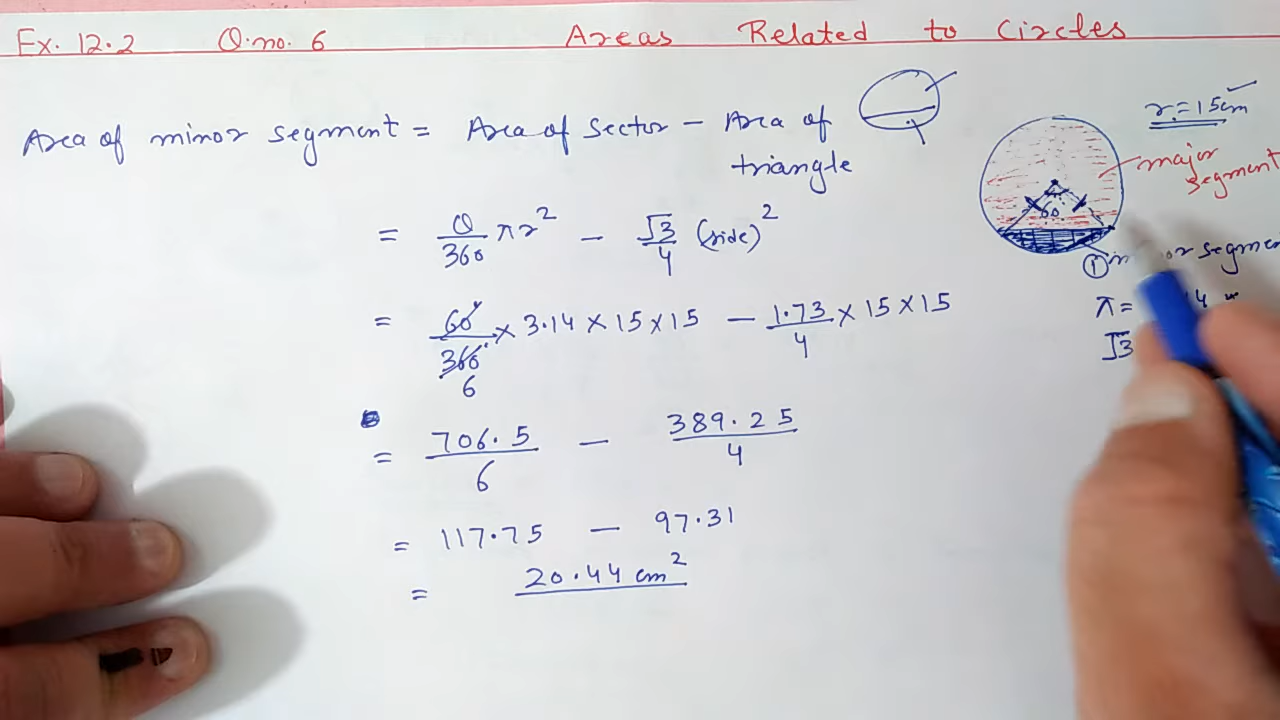 Ex. 12.2 Q.no. 6 Areas Related to Circles
Area of minor segment = Area of sector - Area of triangle
= θ/360 πr² - √3/4 (side)²
= 60/360 × 3.14 × 15 × 15 - 1.73/4 × 15 × 15
6
= 706.5/6 - 389.25/4
= 117.75 - 97.31
= 20.44 cm²
r = 15cm
major segment
60°
① segment
π =
√3